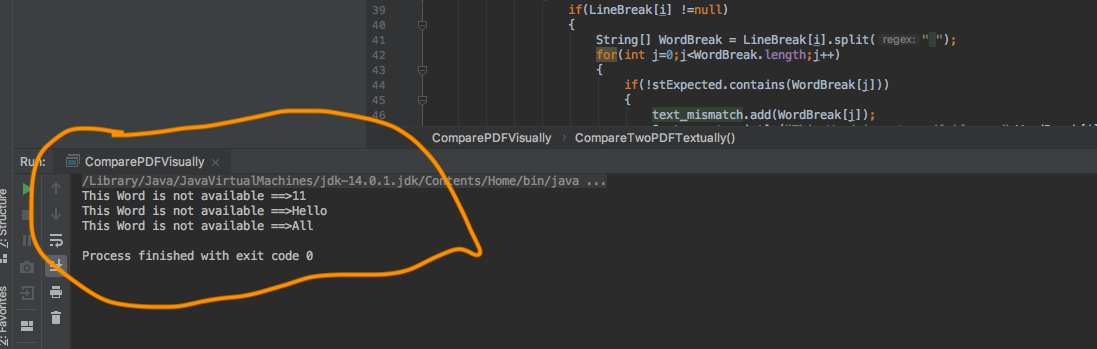 39 if(LineBreak[i] !=null)
40 {
41 String[] WordBreak = LineBreak[i].split( regex: " ");
42 for(int j=0;j<WordBreak.length;j++)
43 {
44 if(!stExpected.contains(WordBreak[j]))
45 {
46 text_mismatch.add(WordBreak[j]);
ComparePDFVisually › CompareTwoPDFTextually()
Run: ComparePDFVisually ×
/Library/Java/JavaVirtualMachines/jdk-14.0.1.jdk/Contents/Home/bin/java ...
This Word is not available ==>11
This Word is not available ==>Hello
This Word is not available ==>All
Process finished with exit code 0
7: Structure
2: Favorites